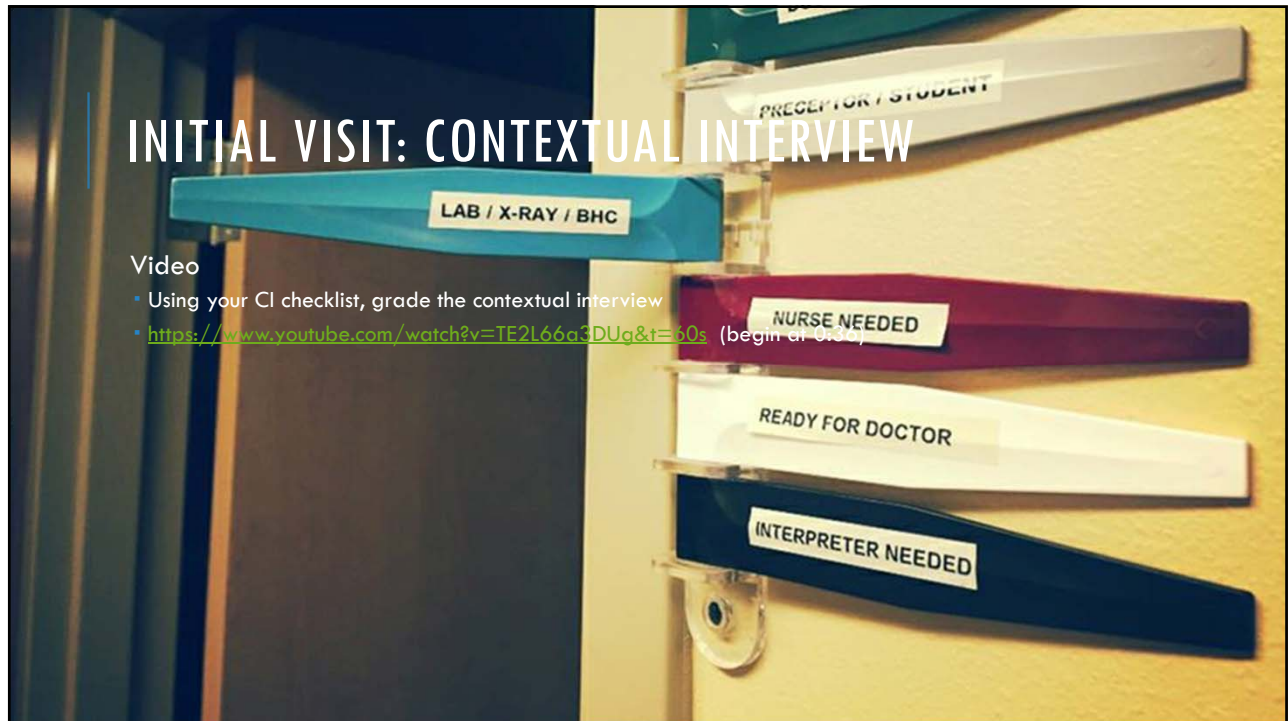 PRECEPTOR / STUDENT
INITIAL VISIT: CONTEXTUAL INTERVIEW
LAB / X-RAY / BHC
Video
Using your CI checklist, grade the contextual interview
https://www.youtube.com/watch?v=TE2L66a3DUg&t=60s (begin at 0:36)
NURSE NEEDED
READY FOR DOCTOR
INTERPRETER NEEDED